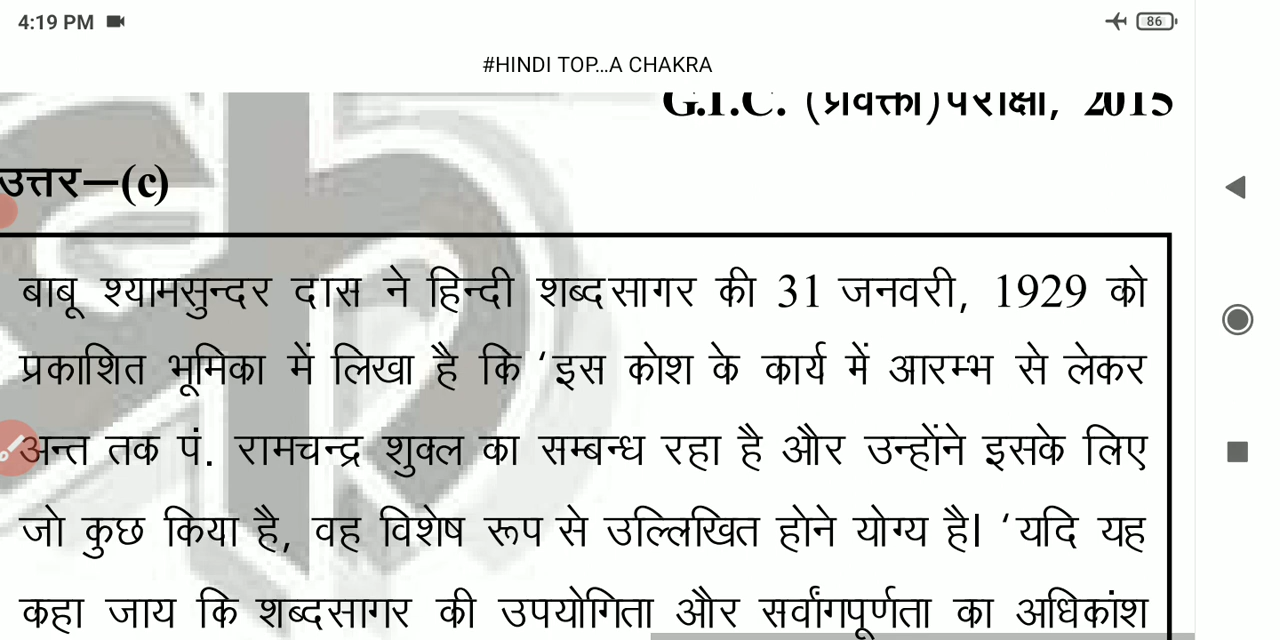 4:19 PM
86
#HINDI TOP...A CHAKRA
G.I.C. (प्रवक्ता) परीक्षा, 2015
उत्तर—(c)
बाबू श्यामसुन्दर दास ने हिन्दी शब्दसागर की 31 जनवरी, 1929 को
प्रकाशित भूमिका में लिखा है कि ‘इस कोश के कार्य में आरम्भ से लेकर
अन्त तक पं. रामचन्द्र शुक्ल का सम्बन्ध रहा है और उन्होंने इसके लिए
जो कुछ किया है, वह विशेष रूप से उल्लिखित होने योग्य है। ‘यदि यह
कहा जाय कि शब्दसागर की उपयोगिता और सर्वांगपूर्णता का अधिकांश